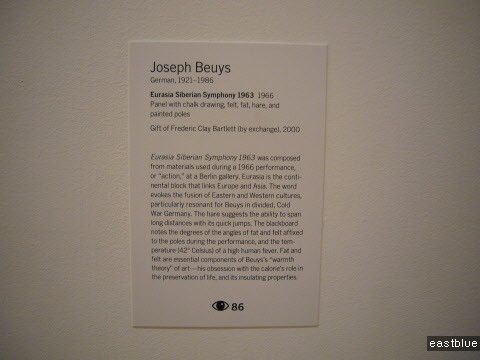 Joseph Beuys
German, 1921–1986
Eurasia Siberian Symphony 1963 1966
Panel with chalk drawing, felt, fat, hare, and
painted poles
Gift of Frederic Clay Bartlett (by exchange), 2000
Eurasia Siberian Symphony 1963 was composed
from materials used during a 1966 performance,
or "action," at a Berlin gallery. Eurasia is the conti-
nental block that links Europe and Asia. The word
evokes the fusion of Eastern and Western cultures,
particularly resonant for Beuys in divided, Cold
War Germany. The hare suggests the ability to span
long distances with its quick jumps. The blackboard
notes the degrees of the angles of fat and felt affixed
to the poles during the performance, and the tem-
perature (42° Celsius) of a high human fever. Fat and
felt are essential components of Beuys's "warmth
theory" of art—his obsession with the calorie's role in
the preservation of life, and its insulating properties.
86
eastblue